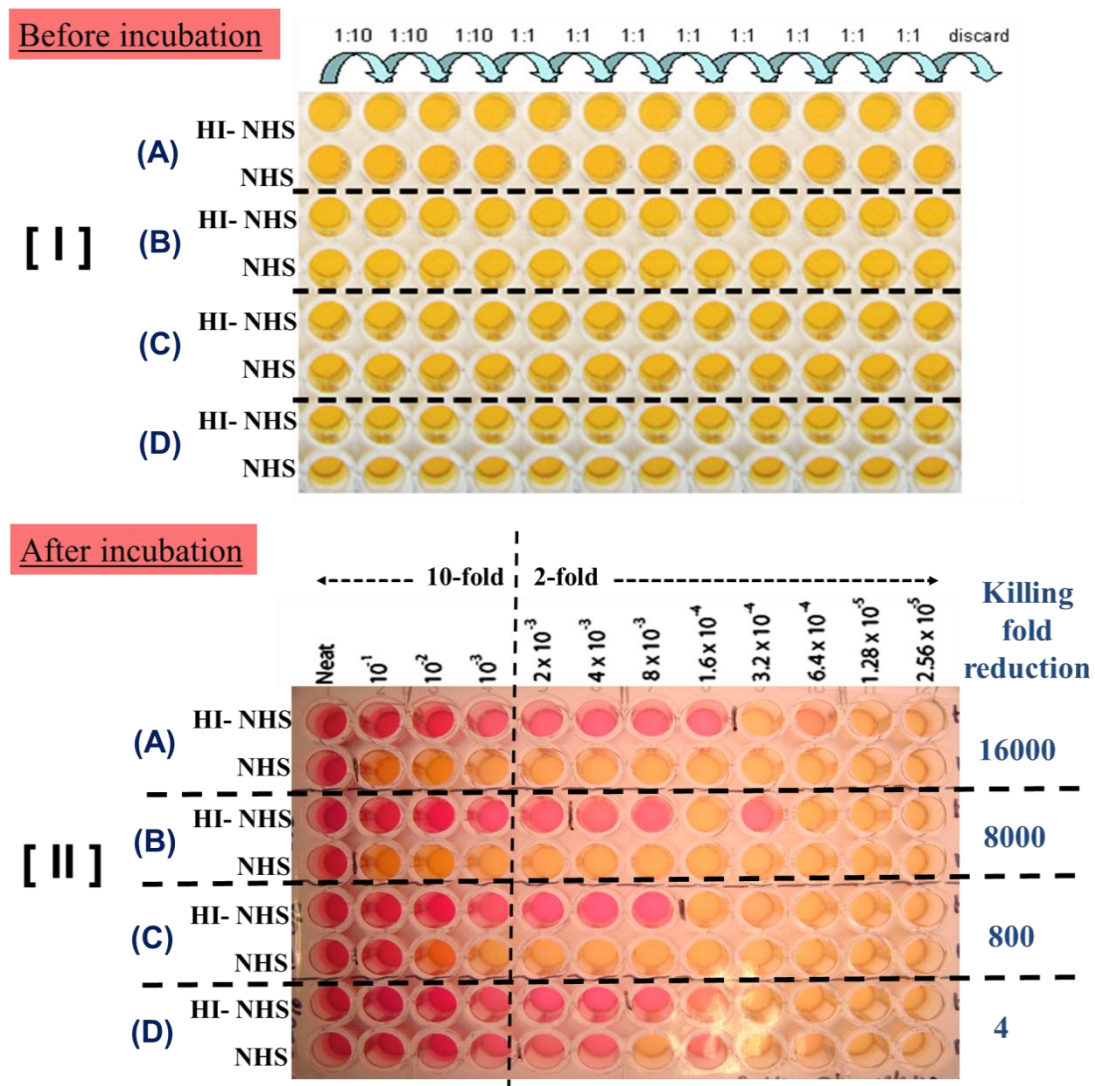 Before incubation
1:10 1:10 1:10 1:1 1:1 1:1 1:1 1:1 1:1 1:1 1:1 discard
[ I ]
(A)
HI- NHS
NHS
(B)
HI- NHS
NHS
(C)
HI- NHS
NHS
(D)
HI- NHS
NHS
After incubation
10-fold 2-fold
Killing
fold
reduction
Neat 10⁻¹ 10⁻² 10⁻³ 2 x 10⁻³ 4 x 10⁻³ 8 x 10⁻³ 1.6 x 10⁻⁴ 3.2 x 10⁻⁴ 6.4 x 10⁻⁴ 1.28 x 10⁻⁵ 2.56 x 10⁻⁵
[ II ]
(A)
HI- NHS
NHS
16000
(B)
HI- NHS
NHS
8000
(C)
HI- NHS
NHS
800
(D)
HI- NHS
NHS
4